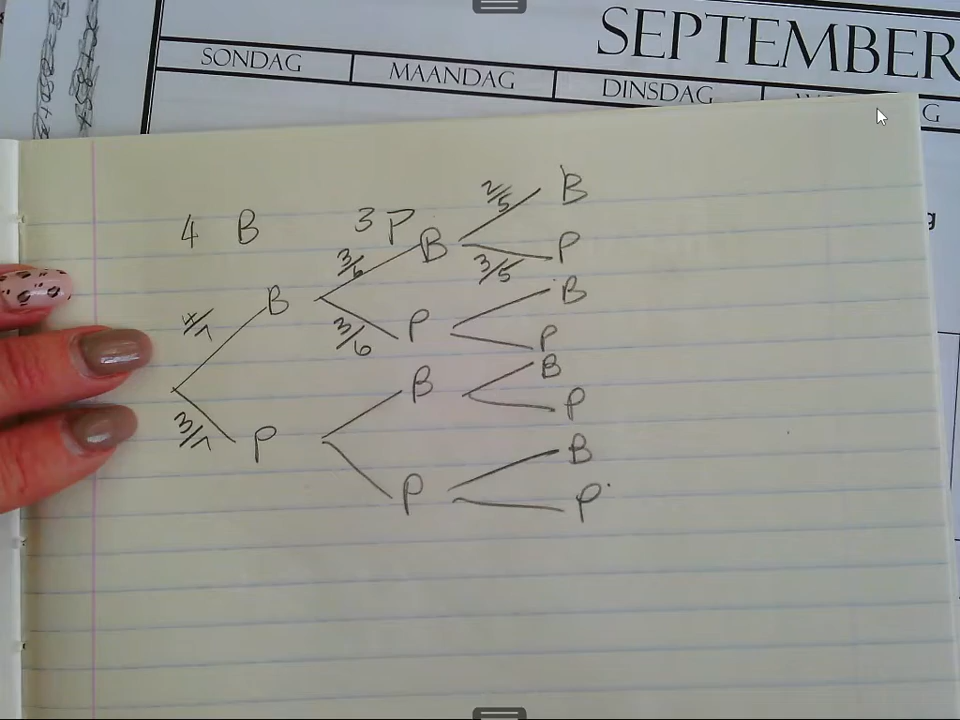 SEPTEMBER
SONDAG MAANDAG DINSDAG
4 B 3 P
4/7 B
3/7 P
3/6 B
3/6 P
B
P
2/5 B
3/5 P
B
P
B
P
B
P